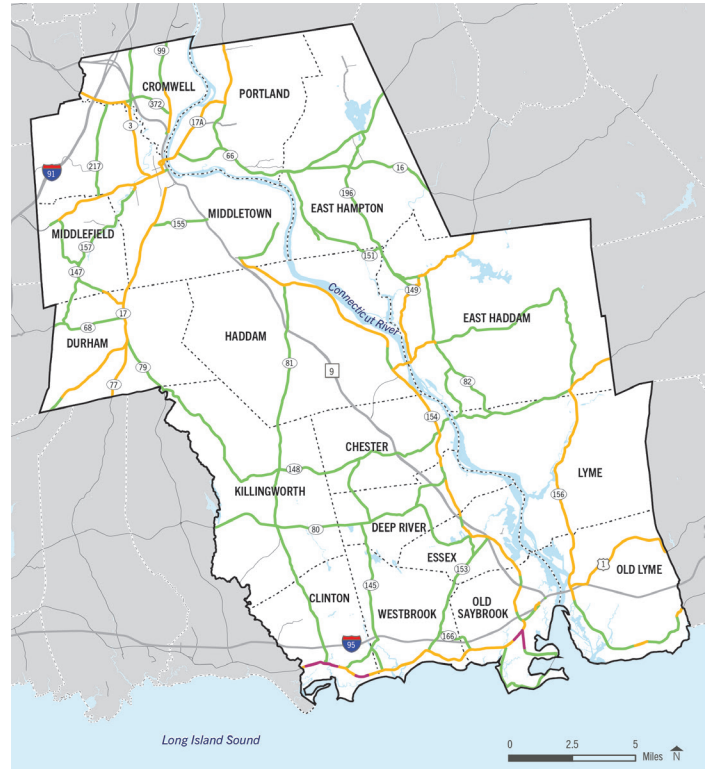 99
CROMWELL
PORTLAND
372
3
17A
66
217
91
16
196
MIDDLETOWN
EAST HAMPTON
155
MIDDLEFIELD
157
151
147
149
Connecticut River
17
EAST HADDAM
68
HADDAM
DURHAM
79
81
9
82
77
154
CHESTER
148
LYME
KILLINGWORTH
156
80
DEEP RIVER
ESSEX
1
OLD LYME
153
145
CLINTON
WESTBROOK
OLD
SAYBROOK
166
95
Long Island Sound
0
2.5
5
Miles
N